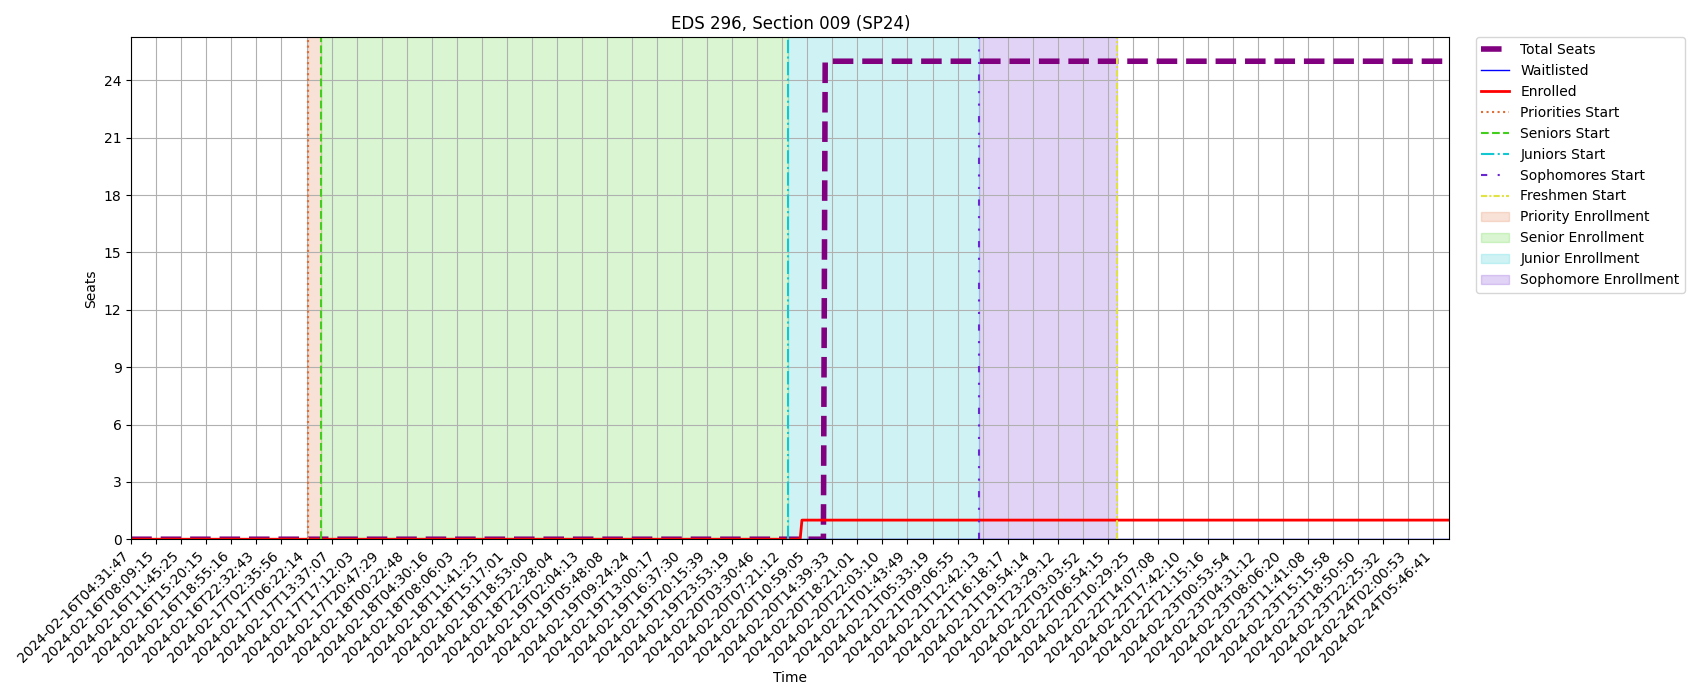 EDS 296, Section 009 (SP24)
Total Seats
Waitlisted
Enrolled
Priorities Start
Seniors Start
Juniors Start
Sophomores Start
Freshmen Start
Priority Enrollment
Senior Enrollment
Junior Enrollment
Sophomore Enrollment
Seats
24
21
18
15
12
9
6
3
0
2024-02-16T04:31:47
2024-02-16T08:09:15
2024-02-16T11:45:25
2024-02-16T15:20:15
2024-02-16T18:55:16
2024-02-16T22:32:43
2024-02-17T02:35:56
2024-02-17T06:22:14
2024-02-17T13:37:07
2024-02-17T17:12:03
2024-02-17T20:47:29
2024-02-18T00:22:48
2024-02-18T04:30:16
2024-02-18T08:06:03
2024-02-18T11:41:25
2024-02-18T15:17:01
2024-02-18T18:53:00
2024-02-18T22:28:04
2024-02-19T02:04:13
2024-02-19T05:48:08
2024-02-19T09:24:24
2024-02-19T13:00:17
2024-02-19T16:37:30
2024-02-19T20:15:39
2024-02-19T23:53:19
2024-02-20T03:30:46
2024-02-20T07:21:12
2024-02-20T10:59:05
2024-02-20T14:39:33
2024-02-20T18:21:01
2024-02-20T22:03:10
2024-02-21T01:43:49
2024-02-21T05:33:19
2024-02-21T09:06:55
2024-02-21T12:42:13
2024-02-21T16:18:17
2024-02-21T19:54:14
2024-02-21T23:29:12
2024-02-22T03:03:52
2024-02-22T06:54:15
2024-02-22T10:29:25
2024-02-22T14:07:08
2024-02-22T17:42:10
2024-02-22T21:15:16
2024-02-23T00:53:54
2024-02-23T04:31:12
2024-02-23T08:06:20
2024-02-23T11:41:08
2024-02-23T15:15:58
2024-02-23T18:50:50
2024-02-23T22:25:32
2024-02-24T02:00:53
2024-02-24T05:46:41
Time